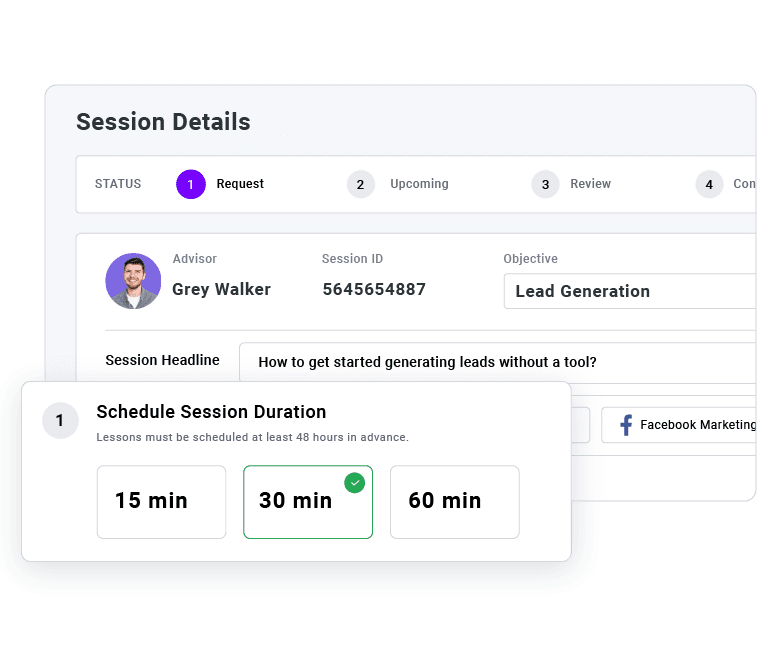 Session Details
STATUS 1 Request 2 Upcoming 3 Review 4 Con
Advisor Session ID Objective
Grey Walker 5645654887 Lead Generation
Session Headline How to get started generating leads without a tool?
Facebook Marketing
1 Schedule Session Duration
Lessons must be scheduled at least 48 hours in advance.
15 min 30 min 60 min